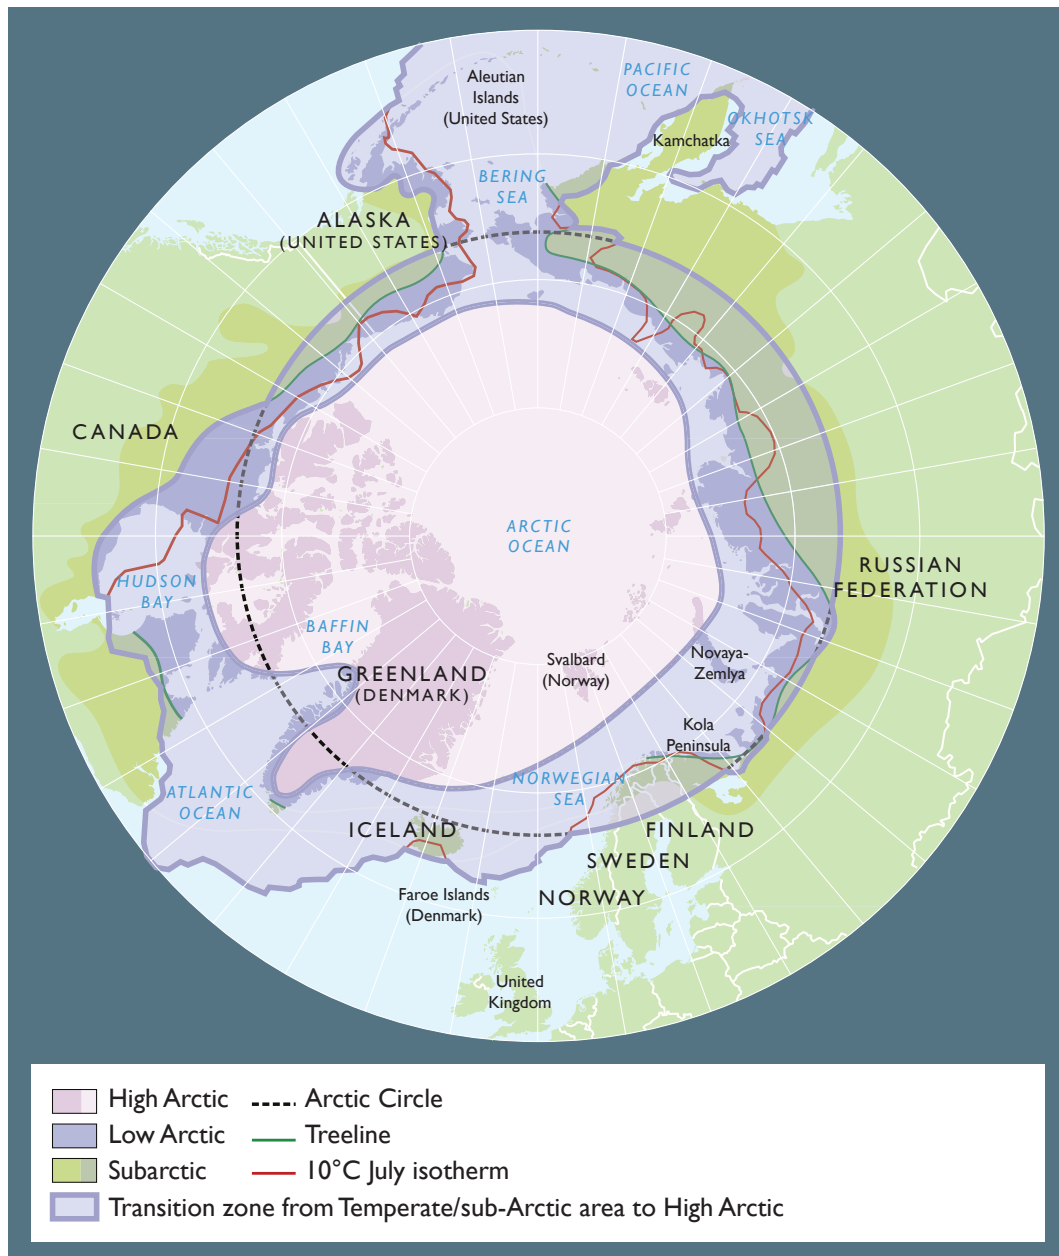 Aleutian
Islands
(United States)
PACIFIC
OCEAN
OKHOTSK
SEA
Kamchatka
BERING
SEA
ALASKA
(UNITED STATES)
CANADA
ARCTIC
OCEAN
RUSSIAN
FEDERATION
HUDSON
BAY
BAFFIN
BAY
GREENLAND
(DENMARK)
Svalbard
(Norway)
Novaya-
Zemlya
Kola
Peninsula
NORWEGIAN
SEA
ATLANTIC
OCEAN
ICELAND
FINLAND
SWEDEN
NORWAY
Faroe Islands
(Denmark)
United
Kingdom
High Arctic
Arctic Circle
Low Arctic
Treeline
Subarctic
10°C July isotherm
Transition zone from Temperate/sub-Arctic area to High Arctic